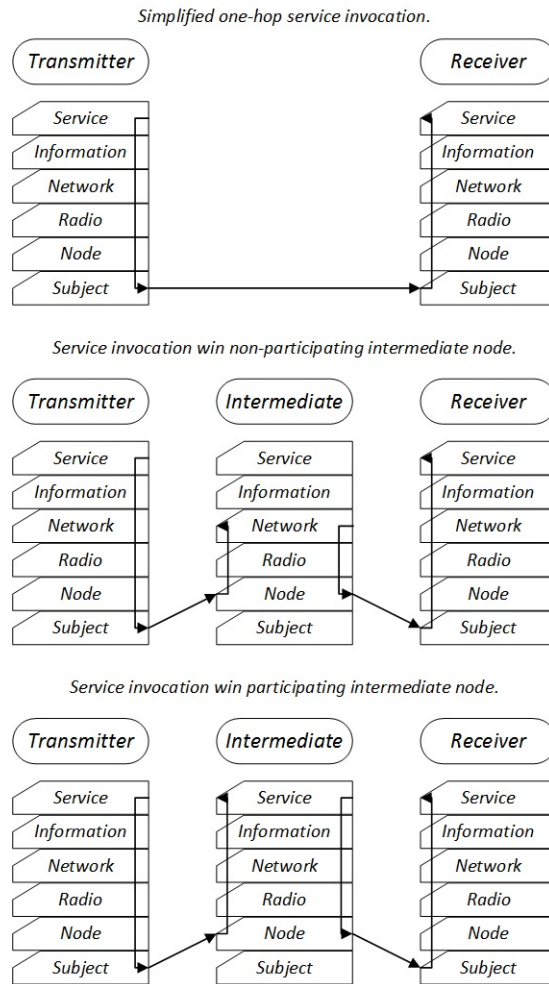 Simplified one-hop service invocation.
Transmitter Receiver
Service Service
Information Information
Network Network
Radio Radio
Node Node
Subject Subject
Service invocation win non-participating intermediate node.
Transmitter Intermediate Receiver
Service Service Service
Information Information Information
Network Network Network
Radio Radio Radio
Node Node Node
Subject Subject Subject
Service invocation win participating intermediate node.
Transmitter Intermediate Receiver
Service Service Service
Information Information Information
Network Network Network
Radio Radio Radio
Node Node Node
Subject Subject Subject